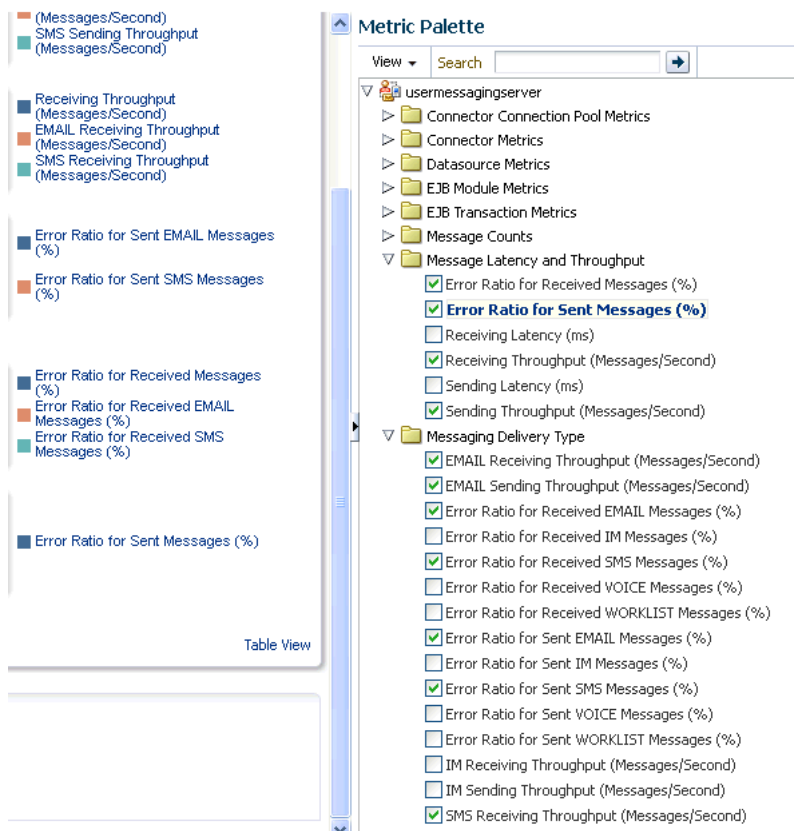 (Messages/Second)
SMS Sending Throughput
(Messages/Second)
Receiving Throughput
(Messages/Second)
EMAIL Receiving Throughput
(Messages/Second)
SMS Receiving Throughput
(Messages/Second)
Error Ratio for Sent EMAIL Messages
(%)
Error Ratio for Sent SMS Messages
(%)
Error Ratio for Received Messages
(%)
Error Ratio for Received EMAIL
Messages (%)
Error Ratio for Received SMS
Messages (%)
Error Ratio for Sent Messages (%)
Table View
Metric Palette
View Search
usermessagingserver
Connector Connection Pool Metrics
Connector Metrics
Datasource Metrics
EJB Module Metrics
EJB Transaction Metrics
Message Counts
Message Latency and Throughput
Error Ratio for Received Messages (%)
Error Ratio for Sent Messages (%)
Receiving Latency (ms)
Receiving Throughput (Messages/Second)
Sending Latency (ms)
Sending Throughput (Messages/Second)
Messaging Delivery Type
EMAIL Receiving Throughput (Messages/Second)
EMAIL Sending Throughput (Messages/Second)
Error Ratio for Received EMAIL Messages (%)
Error Ratio for Received IM Messages (%)
Error Ratio for Received SMS Messages (%)
Error Ratio for Received VOICE Messages (%)
Error Ratio for Received WORKLIST Messages (%)
Error Ratio for Sent EMAIL Messages (%)
Error Ratio for Sent IM Messages (%)
Error Ratio for Sent SMS Messages (%)
Error Ratio for Sent VOICE Messages (%)
Error Ratio for Sent WORKLIST Messages (%)
IM Receiving Throughput (Messages/Second)
IM Sending Throughput (Messages/Second)
SMS Receiving Throughput (Messages/Second)